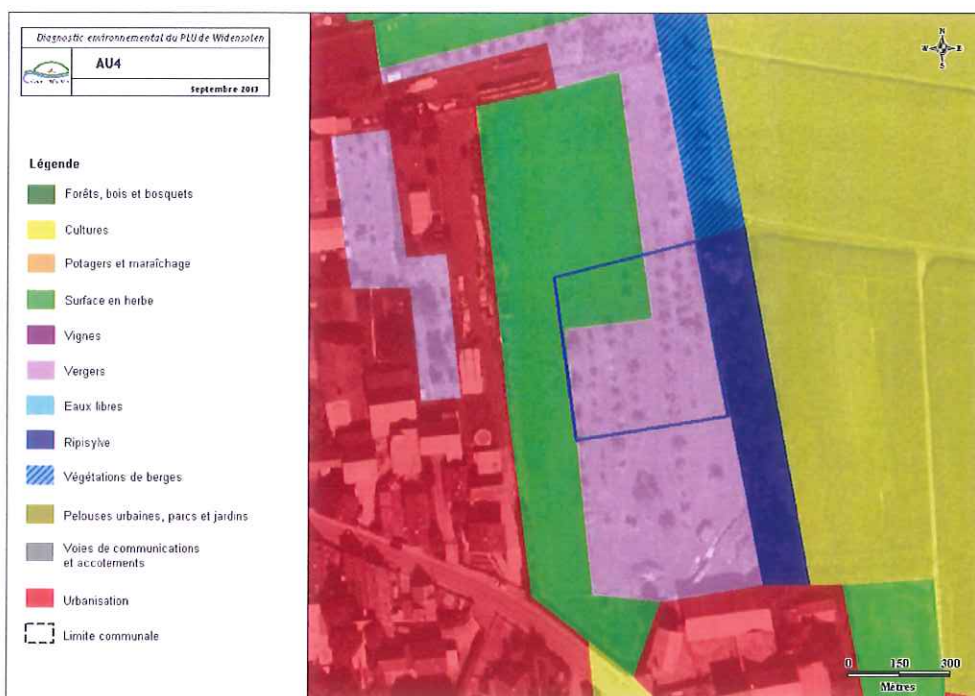 Diagnostic environnemental du PLU de Widensolen
AU4
Septembre 2013
Légende
Forêts, bois et bosquets
Cultures
Potagers et maraîchage
Surface en herbe
Vignes
Vergers
Eaux libres
Ripisylve
Végétations de berges
Pelouses urbaines, parcs et jardins
Voies de communications
et accotements
Urbanisation
Limite communale
N
W E
S
0 150 300
Mètres